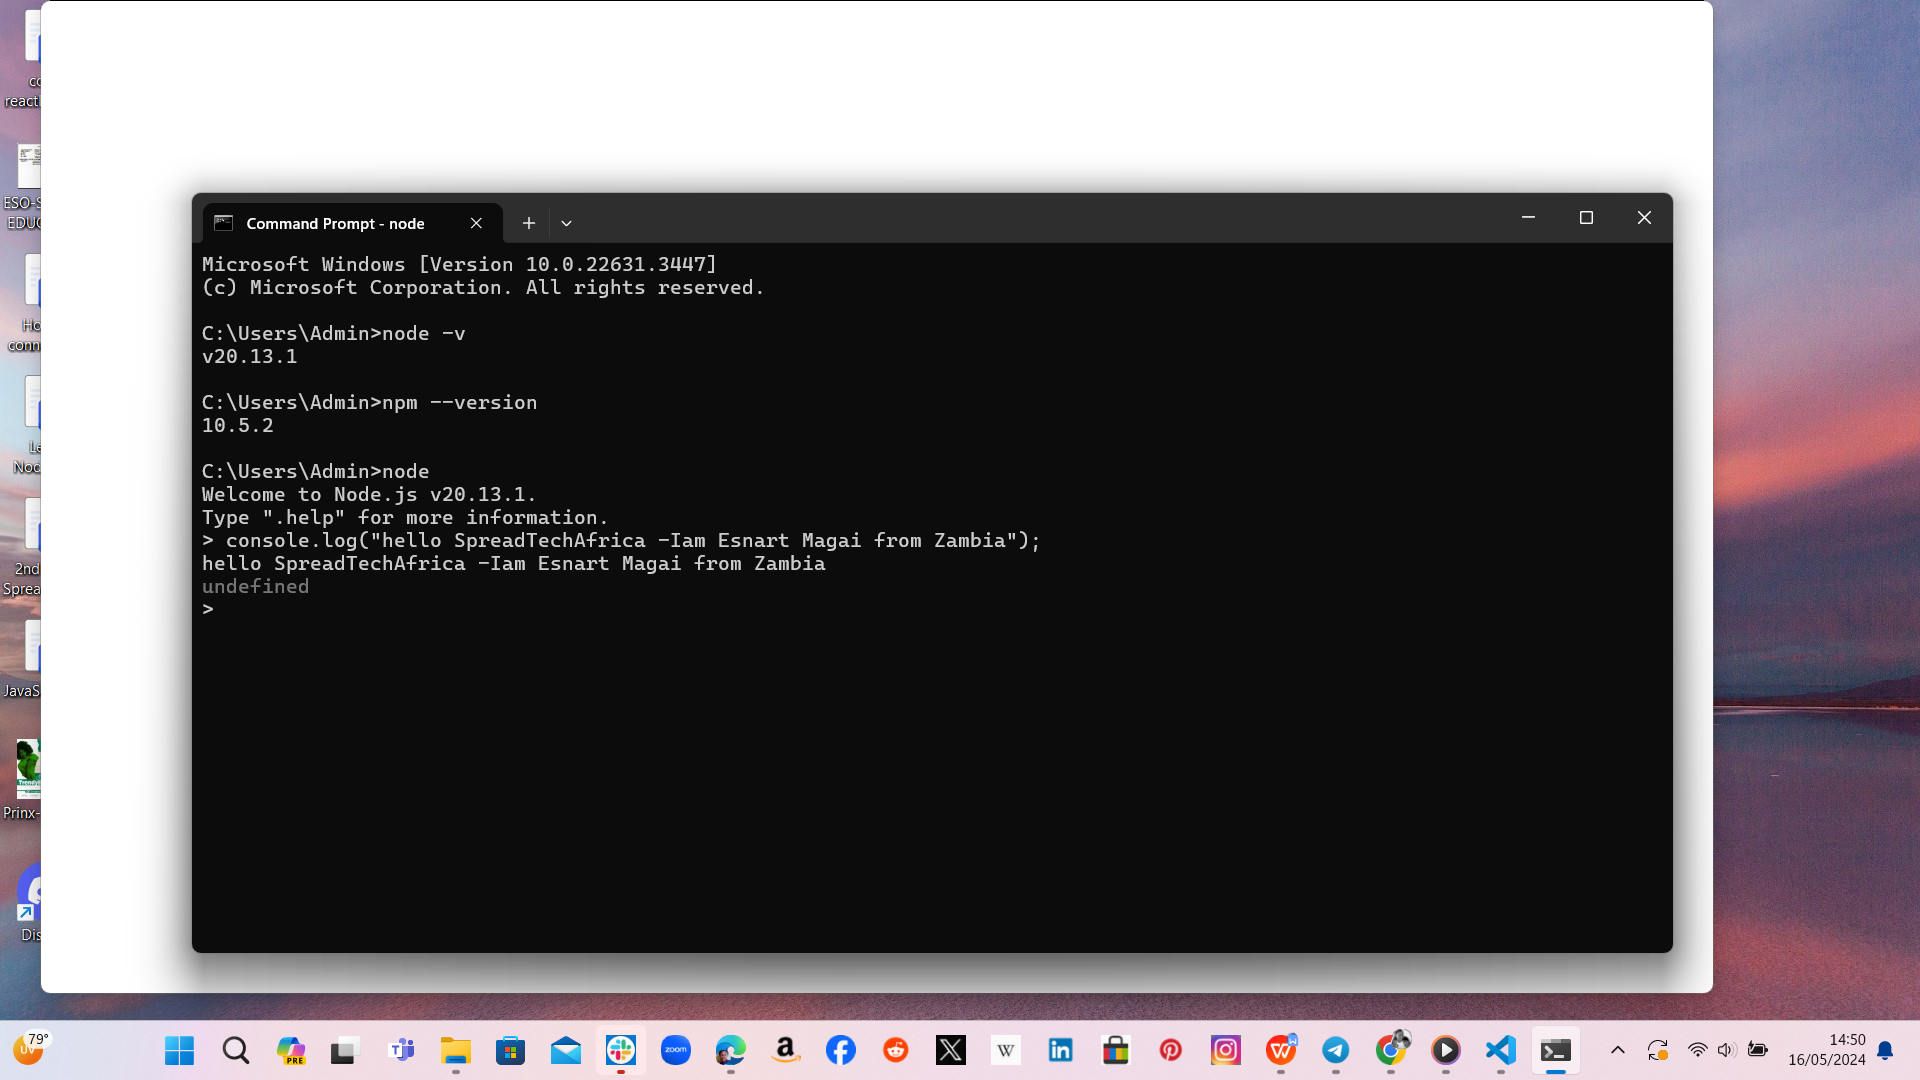 co
react
ESO-S
EDUC
Ho
conn
Le
Nod
2nd
Sprea
JavaS
Prinx-
Dis
Command Prompt - node
Microsoft Windows [Version 10.0.22631.3447]
(c) Microsoft Corporation. All rights reserved.
C:\Users\Admin>node -v
v20.13.1
C:\Users\Admin>npm --version
10.5.2
C:\Users\Admin>node
Welcome to Node.js v20.13.1.
Type ".help" for more information.
> console.log("hello SpreadTechAfrica -Iam Esnart Magai from Zambia");
hello SpreadTechAfrica -Iam Esnart Magai from Zambia
undefined
>
79°
UV
PRE
zoom
W
in
14:50
16/05/2024